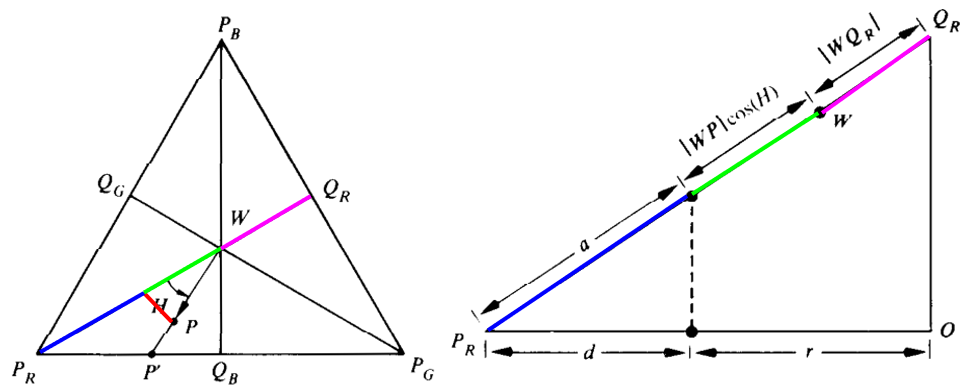 P_B
Q_G
Q_R
W
H
P
P_R
P'
Q_B
P_G
Q_R
|WQ_R|
|WP|cos(H)
W
a
P_R
d
r
O